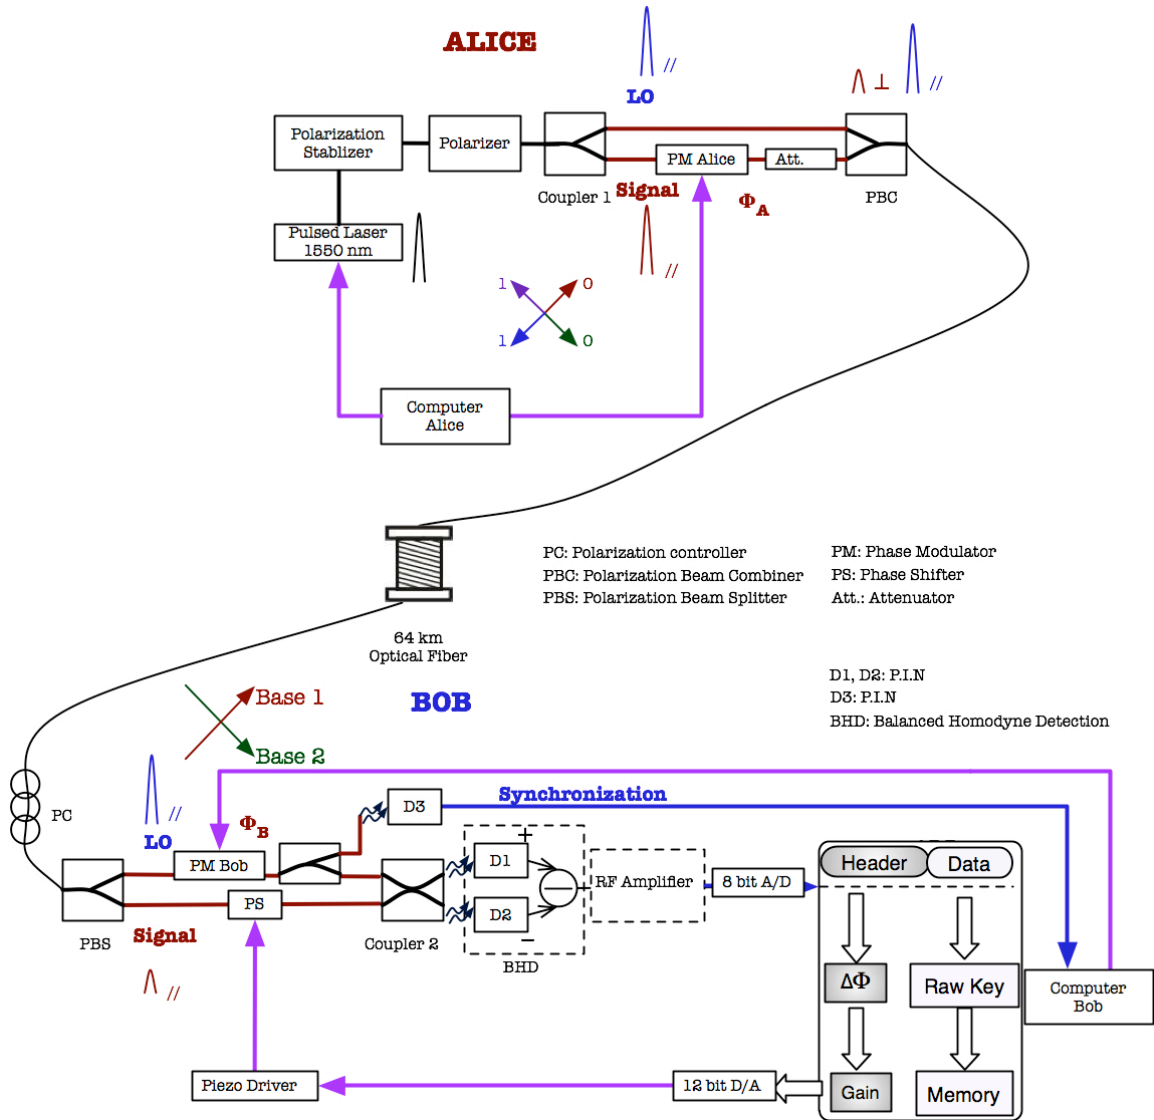 ALICE
//
LO
⊥
//
Polarization
Stablizer
Polarizer
PM Alice
Att.
Coupler 1
Signal
Φ_A
PBC
Pulsed Laser
1550 nm
//
1
0
1
0
Computer
Alice
64 km
Optical Fiber
PC: Polarization controller
PBC: Polarization Beam Combiner
PBS: Polarization Beam Splitter
PM: Phase Modulator
PS: Phase Shifter
Att.: Attenuator
D1, D2: P.I.N
D3: P.I.N
BHD: Balanced Homodyne Detection
BOB
Base 1
Base 2
PC
//
LO
Φ_B
D3
Synchronization
PM Bob
PS
PBS
Signal
//
Coupler 2
+
D1
D2
−
BHD
RF Amplifier
8 bit A/D
Header
Data
ΔΦ
Raw Key
Gain
Memory
Computer
Bob
Piezo Driver
12 bit D/A